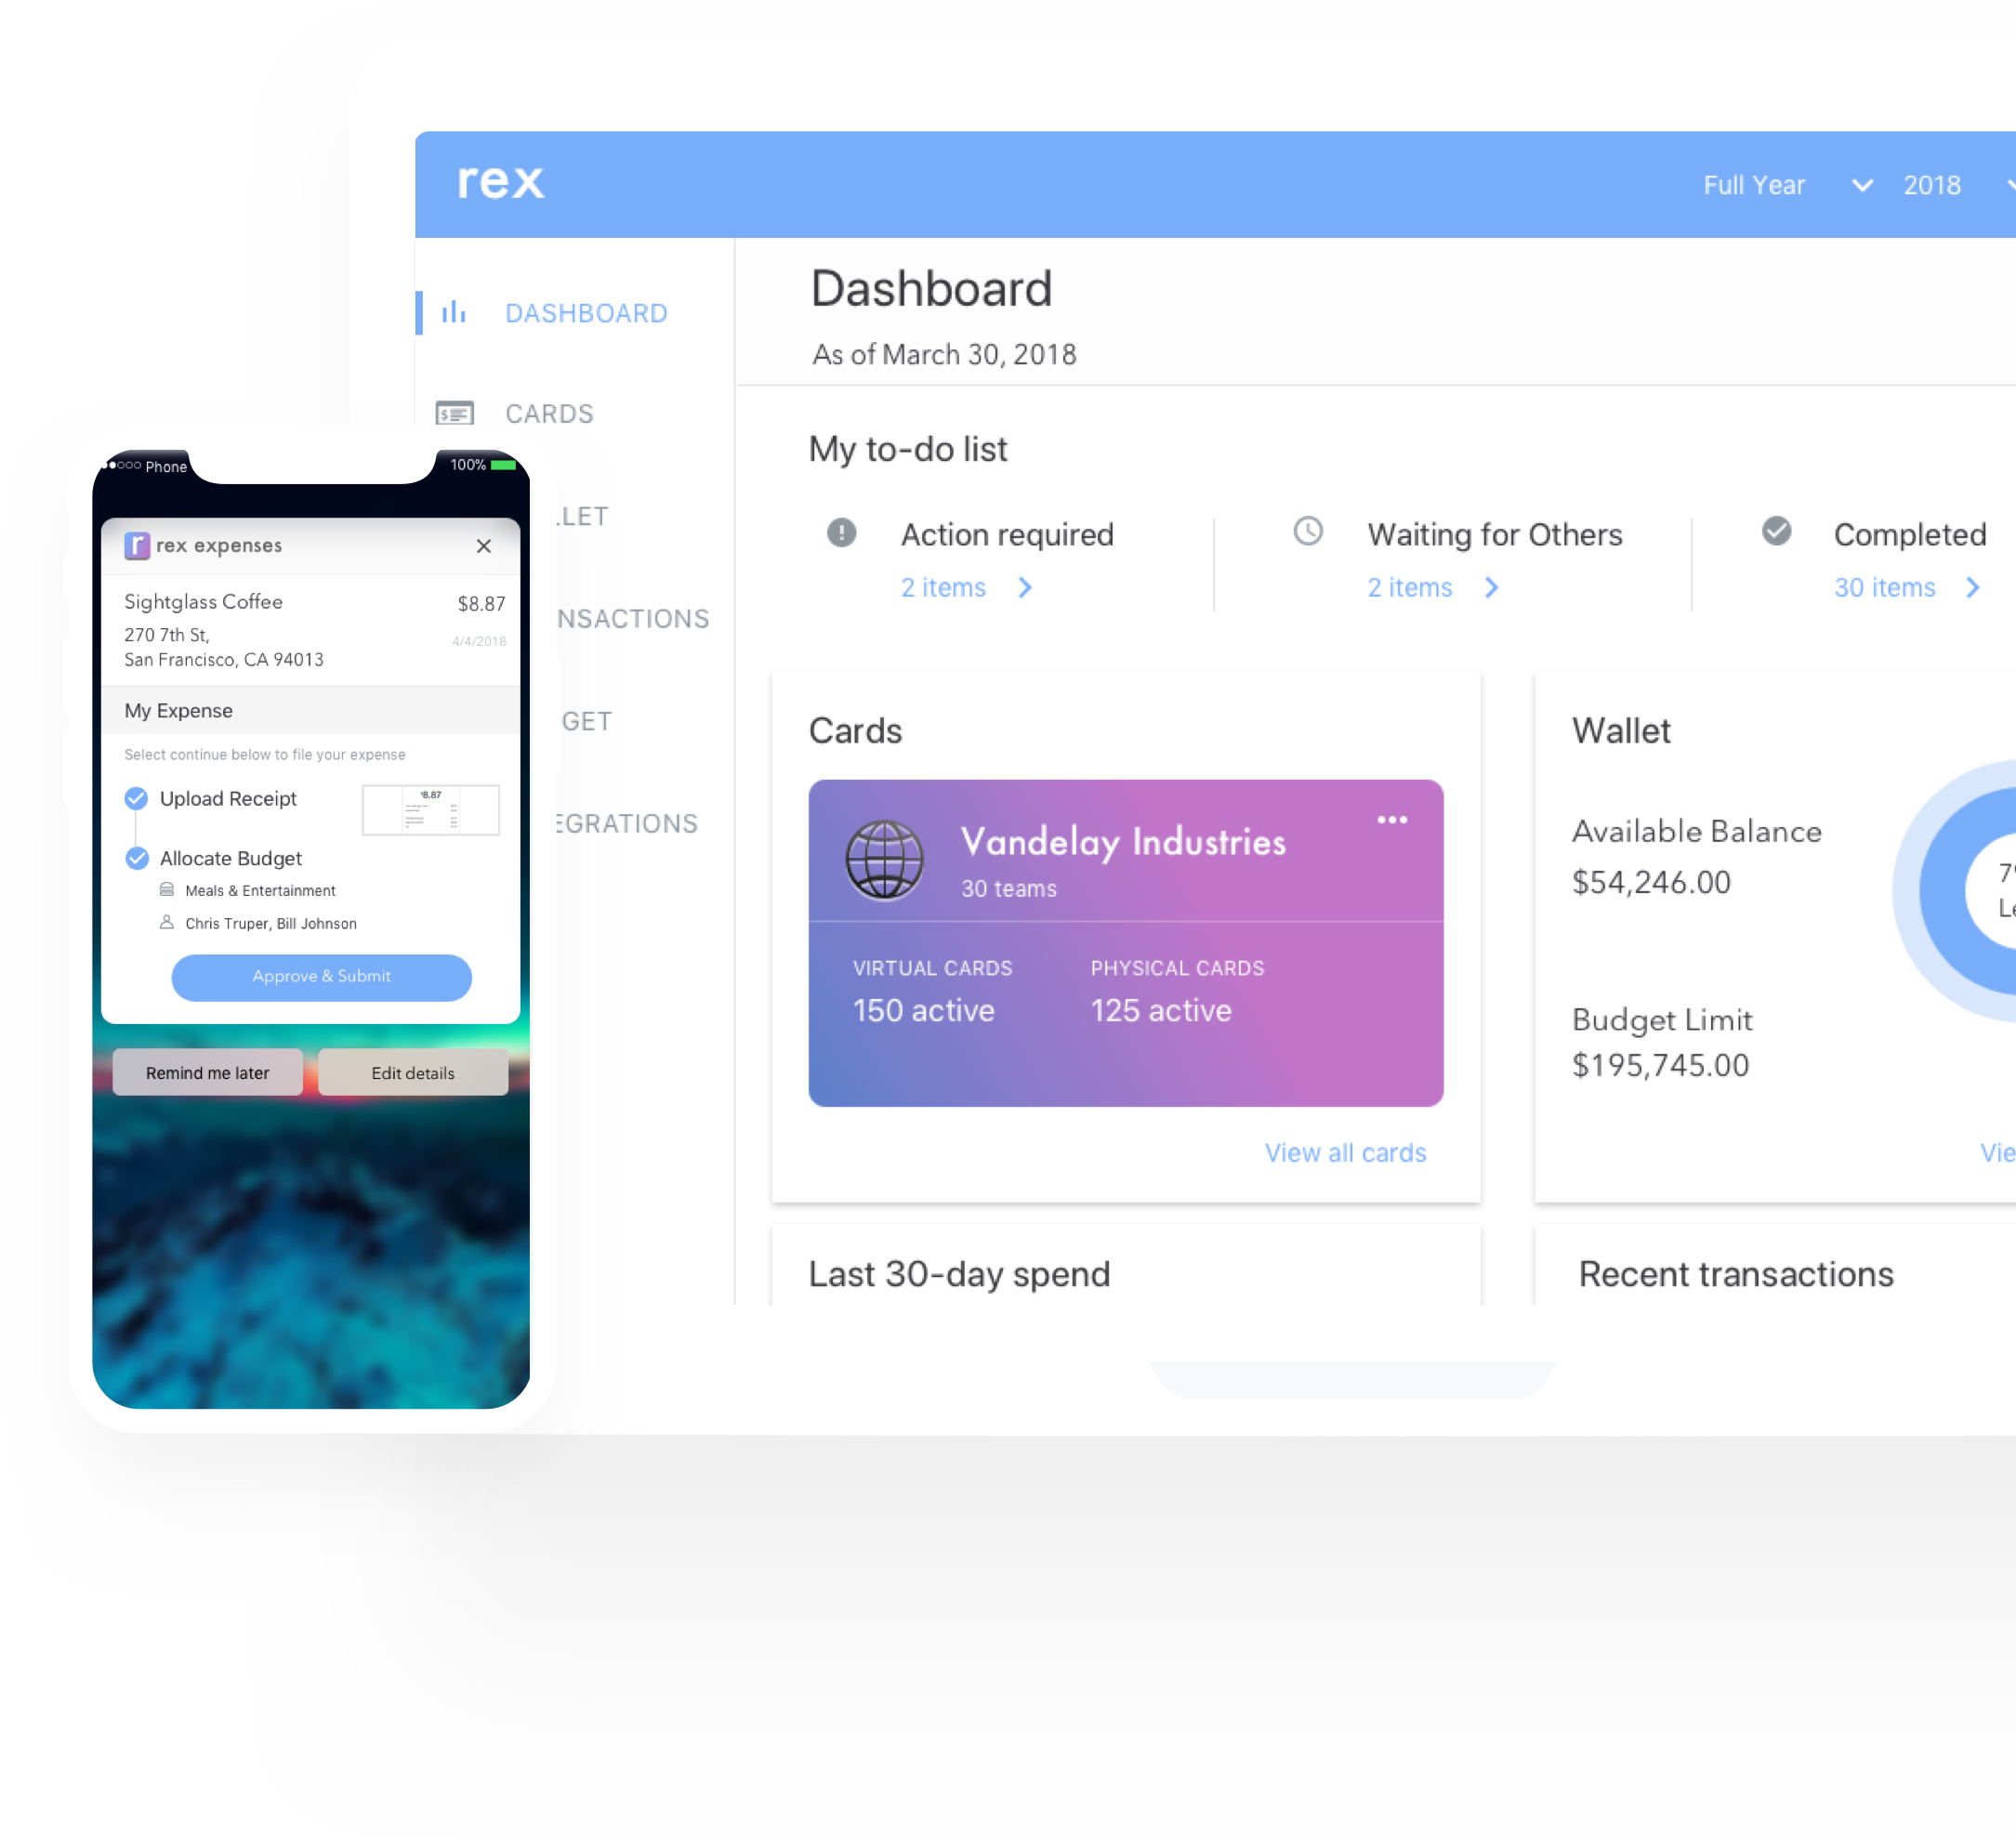 rex
Full Year
2018
DASHBOARD
CARDS
LLET
NSACTIONS
GET
EGRATIONS
Dashboard
As of March 30, 2018
My to-do list
Action required
2 items
Waiting for Others
2 items
Completed
30 items
Cards
Vandelay Industries
30 teams
VIRTUAL CARDS
150 active
PHYSICAL CARDS
125 active
View all cards
Wallet
Available Balance
$54,246.00
Budget Limit
$195,745.00
Vie
Last 30-day spend
Recent transactions
Phone
100%
r rex expenses
Sightglass Coffee
$8.87
270 7th St,
4/4/2018
San Francisco, CA 94013
My Expense
Select continue below to file your expense
Upload Receipt
$8.87
Allocate Budget
Meals & Entertainment
Chris Truper, Bill Johnson
Approve & Submit
Remind me later
Edit details